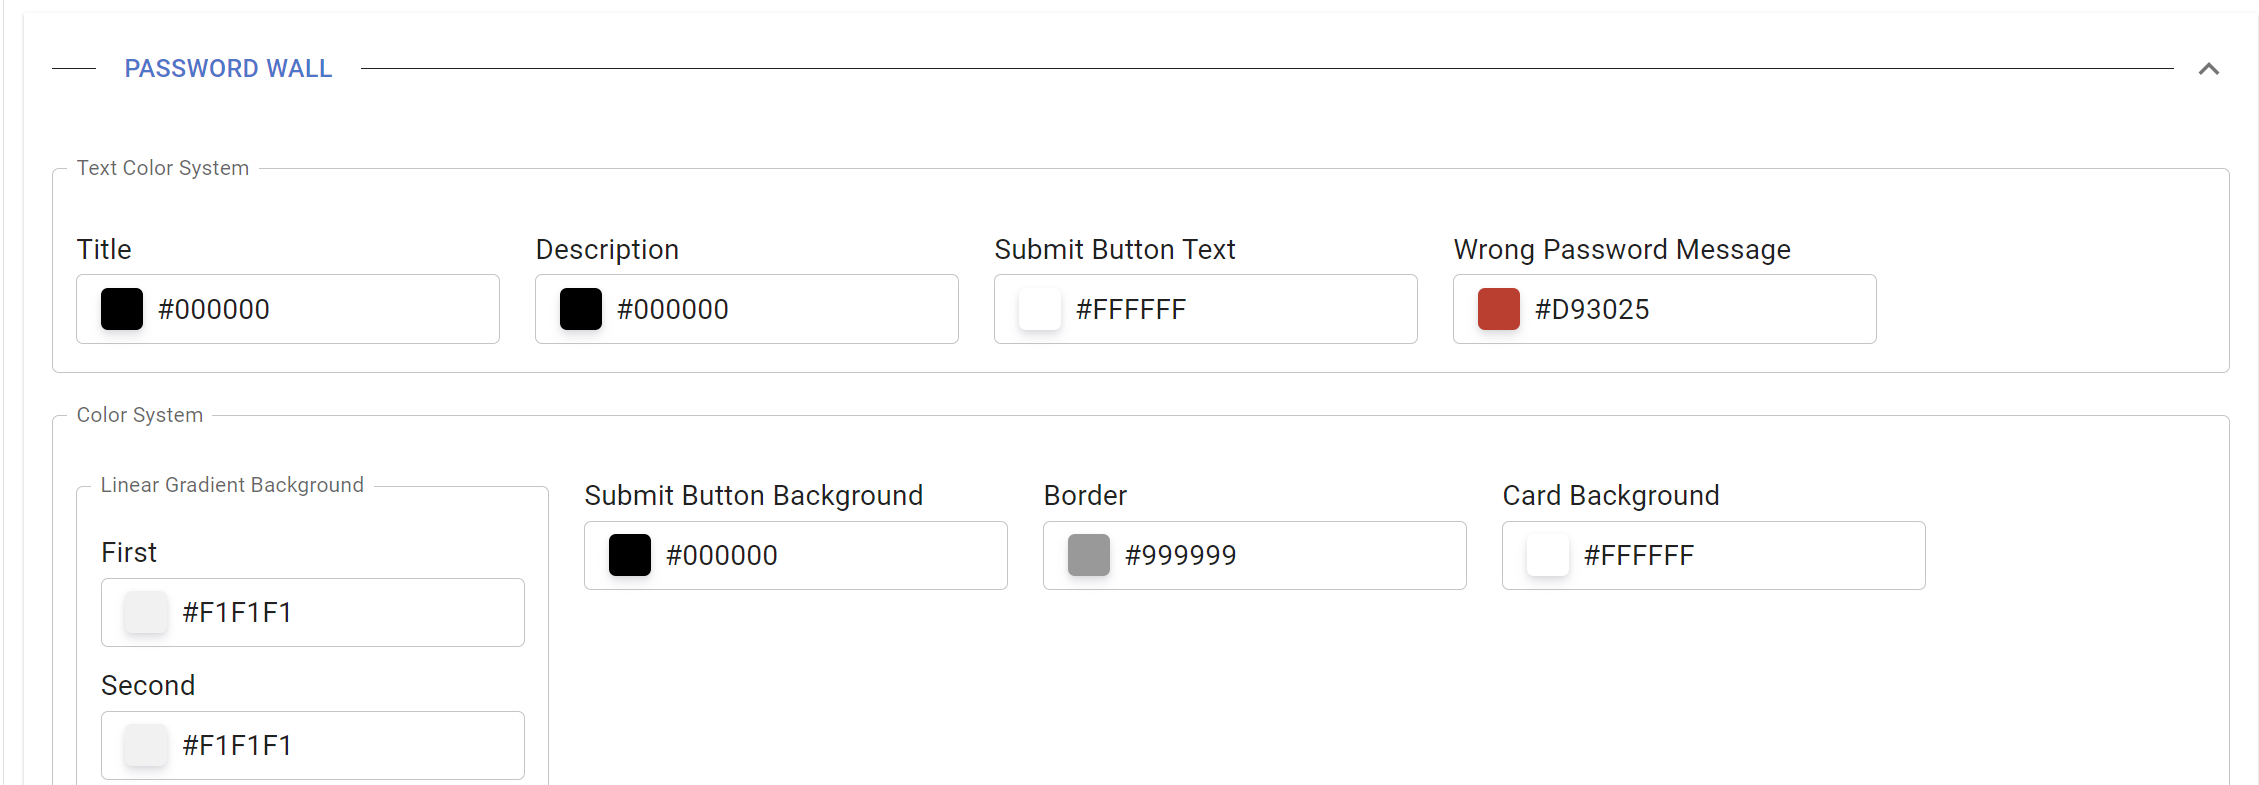 PASSWORD WALL
Text Color System
Title
#000000
Description
#000000
Submit Button Text
#FFFFFF
Wrong Password Message
#D93025
Color System
Linear Gradient Background
First
#F1F1F1
Second
#F1F1F1
Submit Button Background
#000000
Border
#999999
Card Background
#FFFFFF